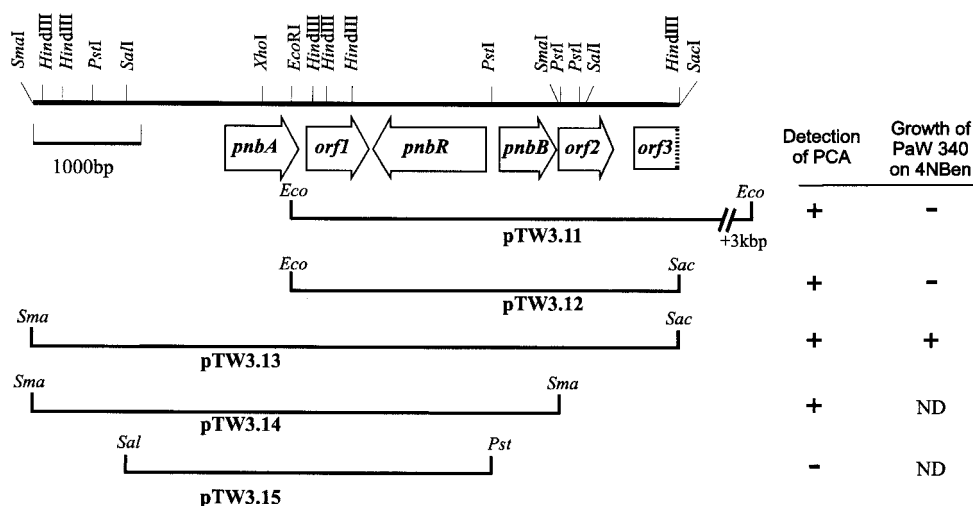 SmaI
HindIII
HindIII
PstI
SalI
XhoI
EcoRI
HindIII
HindIII
HindIII
PstI
SmaI
PstI
PstI
SalI
HindIII
SacI
1000bp
pnbA
orf1
pnbR
pnbB
orf2
orf3
Detection of PCA
Growth of PaW 340 on 4NBen
Eco
Eco
pTW3.11
+3kbp
+
-
Eco
Sac
pTW3.12
+
-
Sma
Sac
pTW3.13
+
+
Sma
Sma
pTW3.14
+
ND
Sal
Pst
pTW3.15
-
ND